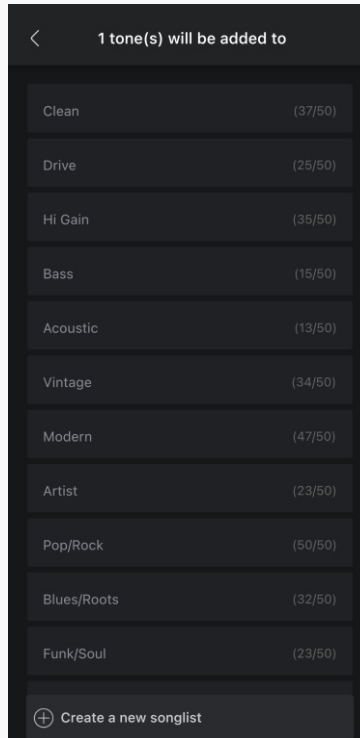 1 tone(s) will be added to
Clean (37/50)
Drive (25/50)
Hi Gain (35/50)
Bass (15/50)
Acoustic (13/50)
Vintage (34/50)
Modern (47/50)
Artist (23/50)
Pop/Rock (50/50)
Blues/Roots (32/50)
Funk/Soul (23/50)
Create a new songlist